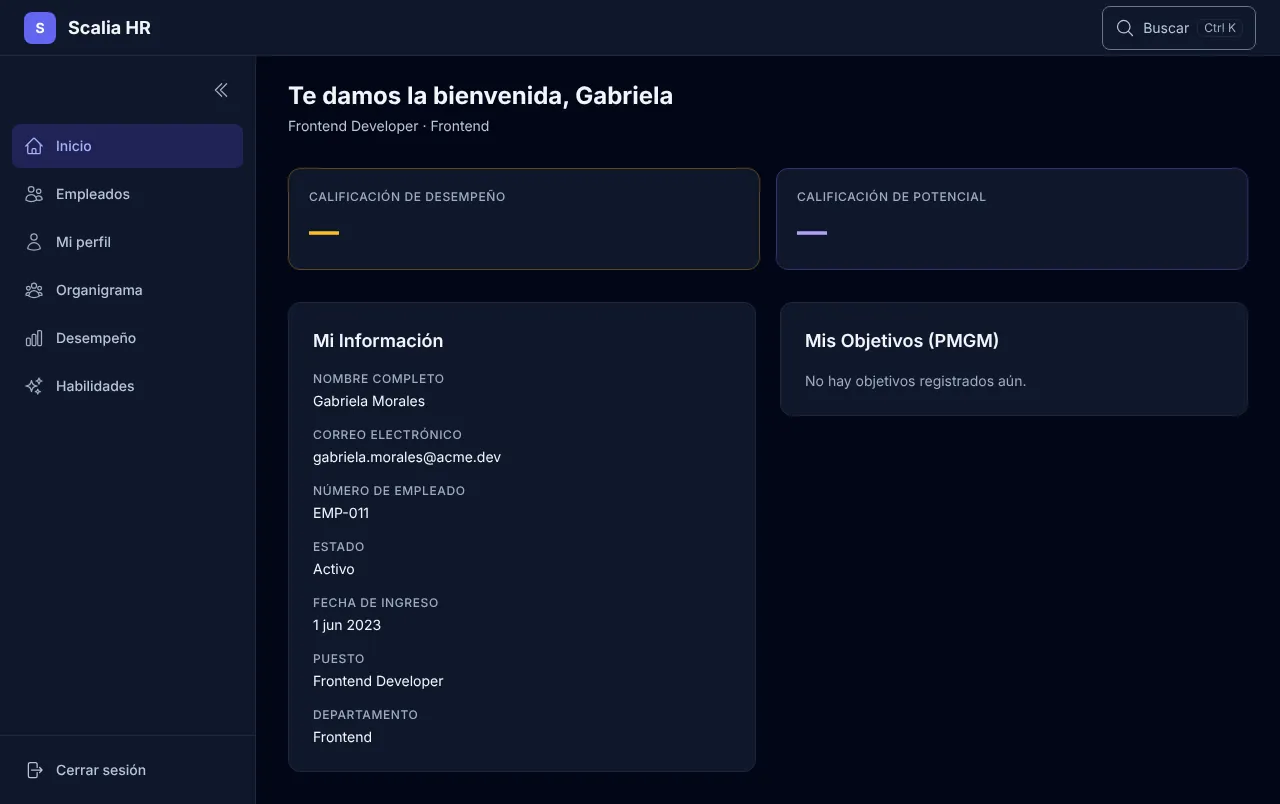 S
Scalia HR
Buscar Ctrl K
Inicio
Empleados
Mi perfil
Organigrama
Desempeño
Habilidades
Cerrar sesión
Te damos la bienvenida, Gabriela
Frontend Developer · Frontend
CALIFICACIÓN DE DESEMPEÑO
—
CALIFICACIÓN DE POTENCIAL
—
Mi Información
NOMBRE COMPLETO
Gabriela Morales
CORREO ELECTRÓNICO
gabriela.morales@acme.dev
NÚMERO DE EMPLEADO
EMP-011
ESTADO
Activo
FECHA DE INGRESO
1 jun 2023
PUESTO
Frontend Developer
DEPARTAMENTO
Frontend
Mis Objetivos (PMGM)
No hay objetivos registrados aún.